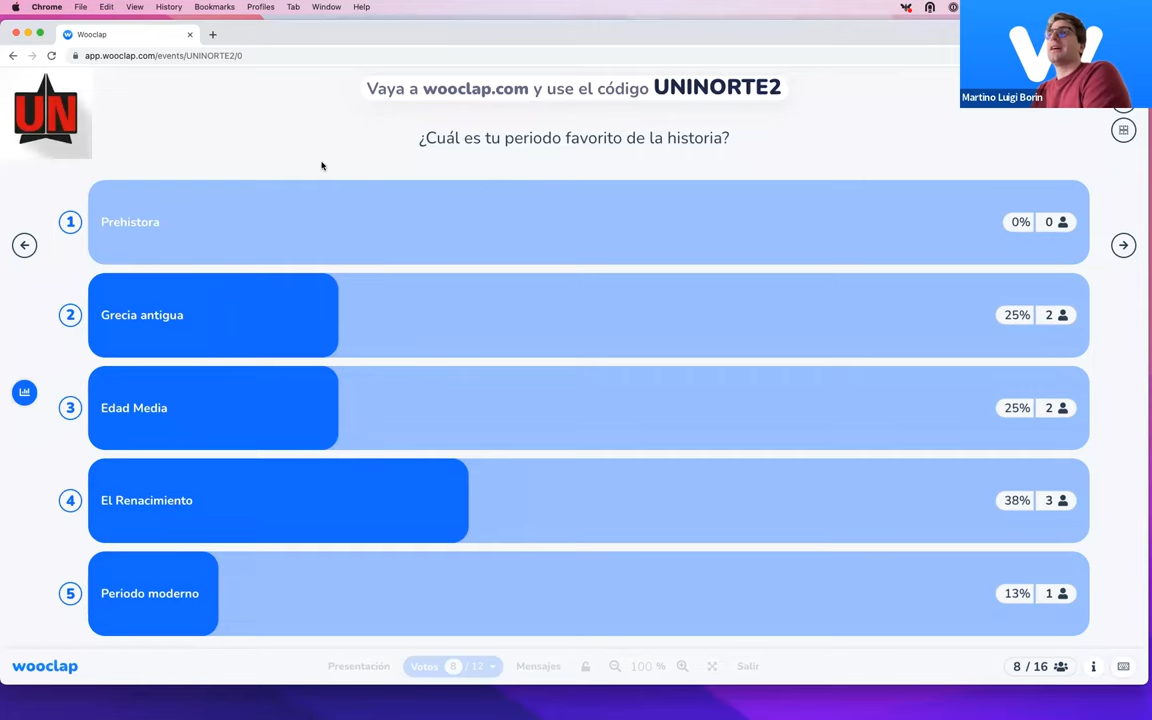 Chrome File Edit View History Bookmarks Profiles Tab Window Help
Wooclap
app.wooclap.com/events/UNINORTE2/0
UN
Vaya a wooclap.com y use el código UNINORTE2
Martino Luigi Borin
¿Cuál es tu periodo favorito de la historia?
1 Prehistora 0% 0
2 Grecia antigua 25% 2
3 Edad Media 25% 2
4 El Renacimiento 38% 3
5 Periodo moderno 13% 1
wooclap Presentación Votos 8 / 12 Mensajes 100 % Salir 8 / 16